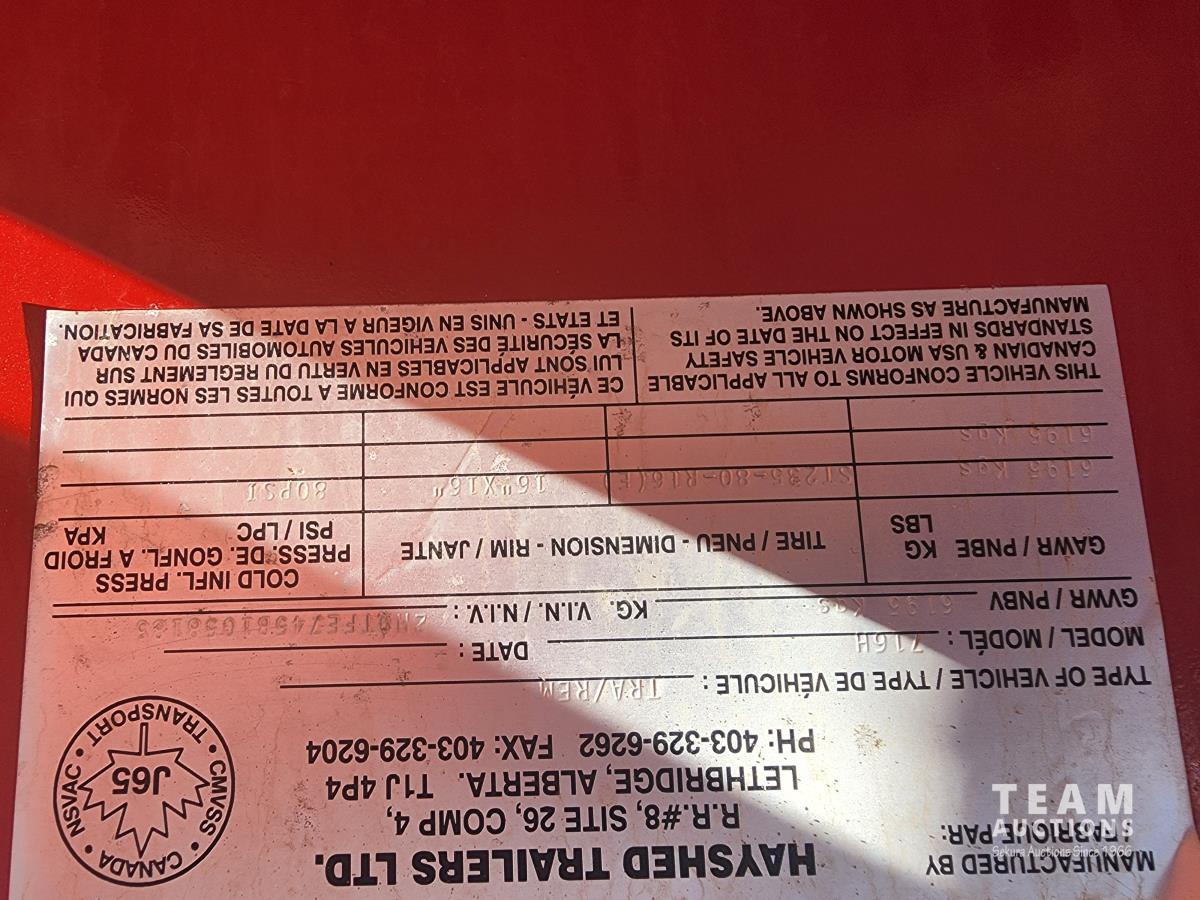 MANUFACTURED BY
FABRIQUÉ PAR:
HAYSHED TRAILERS LTD.
R.R.#8, SITE 26, COMP 4,
LETHBRIDGE, ALBERTA. T1J 4P4
PH: 403-329-6262 FAX: 403-329-6204
CANADA • NSVAC • TRANSPORT • CMVSS •
J65
TYPE OF VEHICLE / TYPE DE VÉHICULE : TRA/REM
MODEL / MODÉL : 716H DATE :
GVWR / PNBV 6195 Kgs KG. V.I.N. / N.I.V. :
GAWR / PNBE KG LBS
TIRE / PNEU - DIMENSION - RIM / JANTE
COLD INFL. PRESS
PRESS. DE. GONFL. A FROID
PSI / LPC KPA
6195 Kgs ST235-80-R16(E) 16"X16" 80PSI
6195 Kgs
THIS VEHICLE CONFORMS TO ALL APPLICABLE
CANADIAN & USA MOTOR VEHICLE SAFETY
STANDARDS IN EFFECT ON THE DATE OF ITS
MANUFACTURE AS SHOWN ABOVE.
CE VÉHICULE EST CONFORME A TOUTES LES NORMES QUI
LUI SONT APPLICABLES EN VERTU DU REGLEMENT SUR
LA SÉCURITÉ DES VÉHICULES AUTOMOBILES DU CANADA
ET ETATS - UNIS EN VIGEUR A LA DATE DE SA FABRICATION.
TEAM
AUCTIONS
Sekura Auctions Since 1966